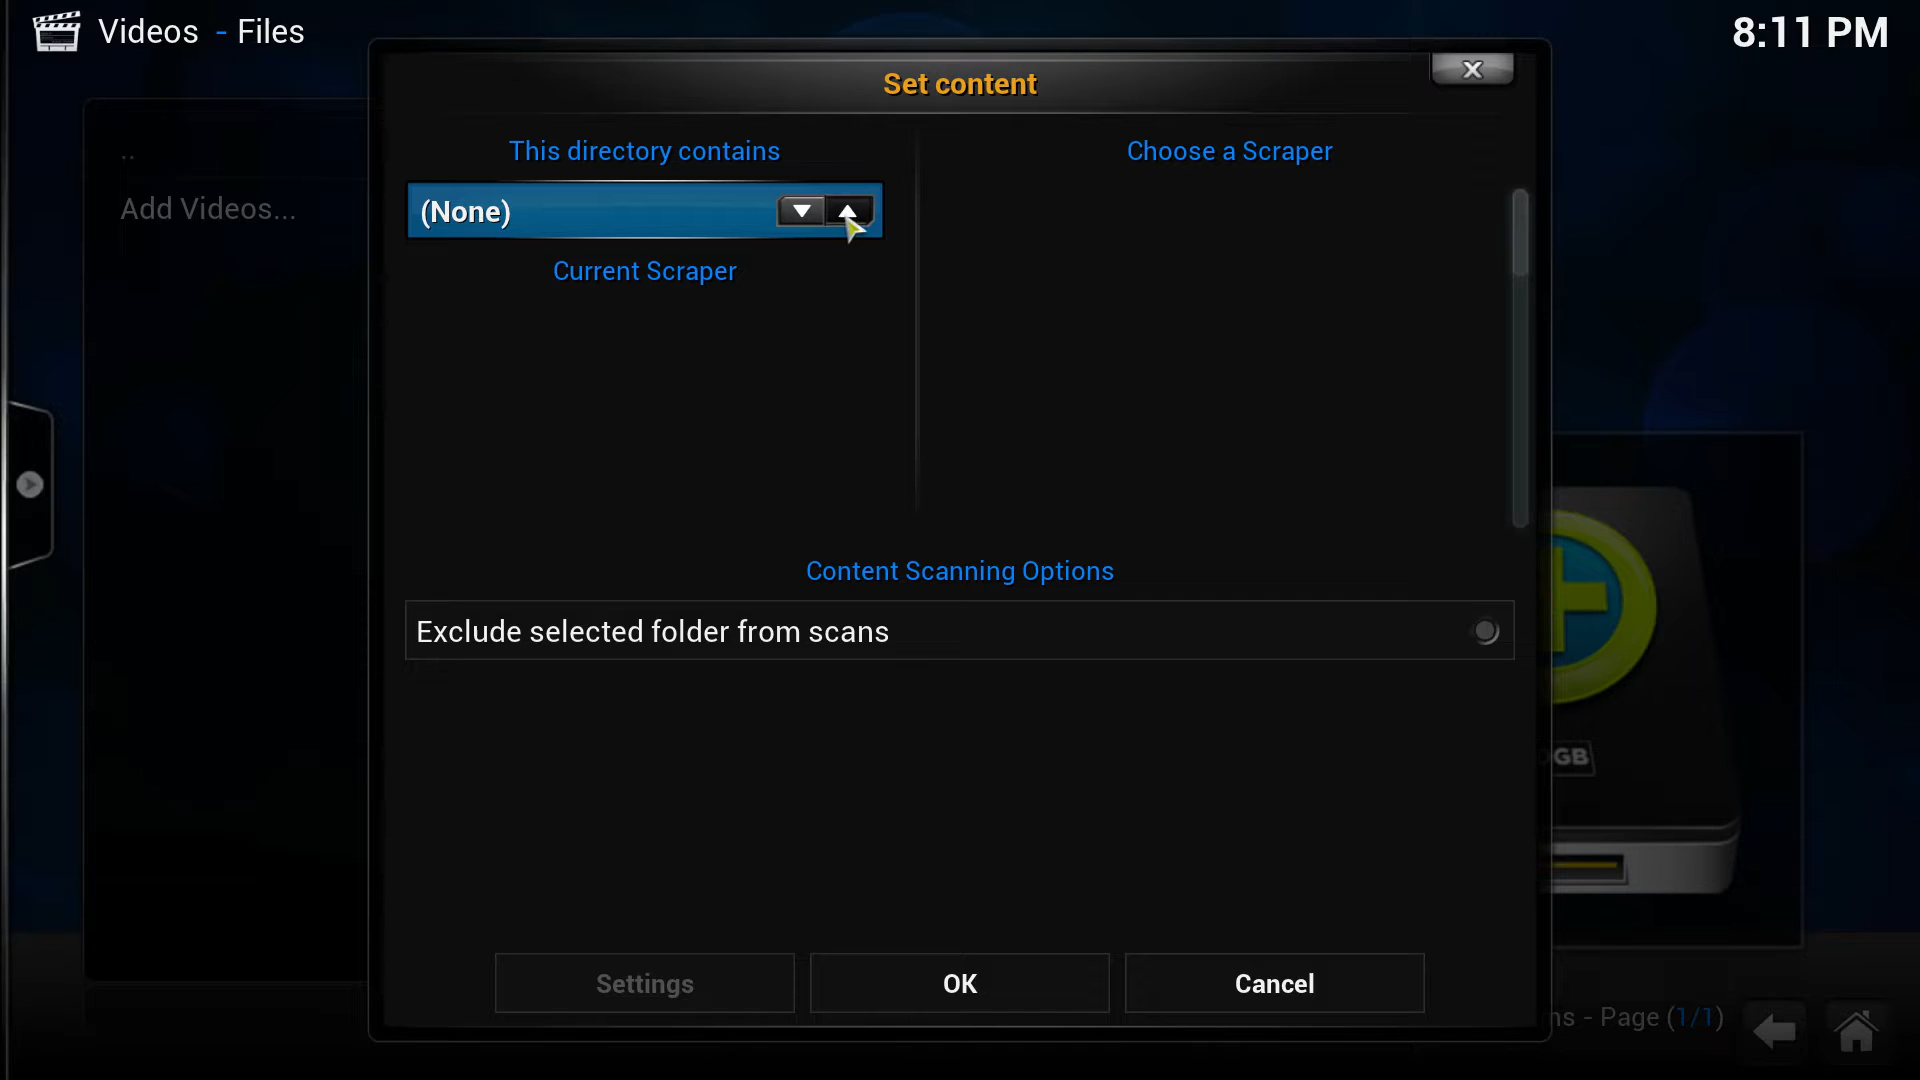 Videos - Files
8:11 PM
Set content
This directory contains
Choose a Scraper
..
(None)
Add Videos...
Current Scraper
Content Scanning Options
Exclude selected folder from scans
GB
Settings
OK
Cancel
- Page (1/1)